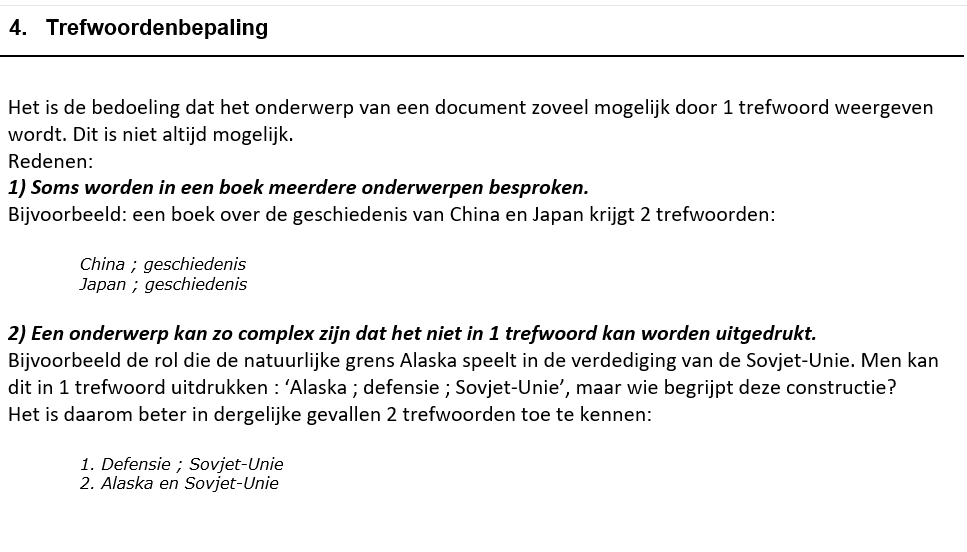 4. Trefwoordenbepaling
Het is de bedoeling dat het onderwerp van een document zoveel mogelijk door 1 trefwoord weergeven
wordt. Dit is niet altijd mogelijk.
Redenen:
1) Soms worden in een boek meerdere onderwerpen besproken.
Bijvoorbeeld: een boek over de geschiedenis van China en Japan krijgt 2 trefwoorden:
China ; geschiedenis
Japan ; geschiedenis
2) Een onderwerp kan zo complex zijn dat het niet in 1 trefwoord kan worden uitgedrukt.
Bijvoorbeeld de rol die de natuurlijke grens Alaska speelt in de verdediging van de Sovjet-Unie. Men kan
dit in 1 trefwoord uitdrukken : ‘Alaska ; defensie ; Sovjet-Unie’, maar wie begrijpt deze constructie?
Het is daarom beter in dergelijke gevallen 2 trefwoorden toe te kennen:
1. Defensie ; Sovjet-Unie
2. Alaska en Sovjet-Unie